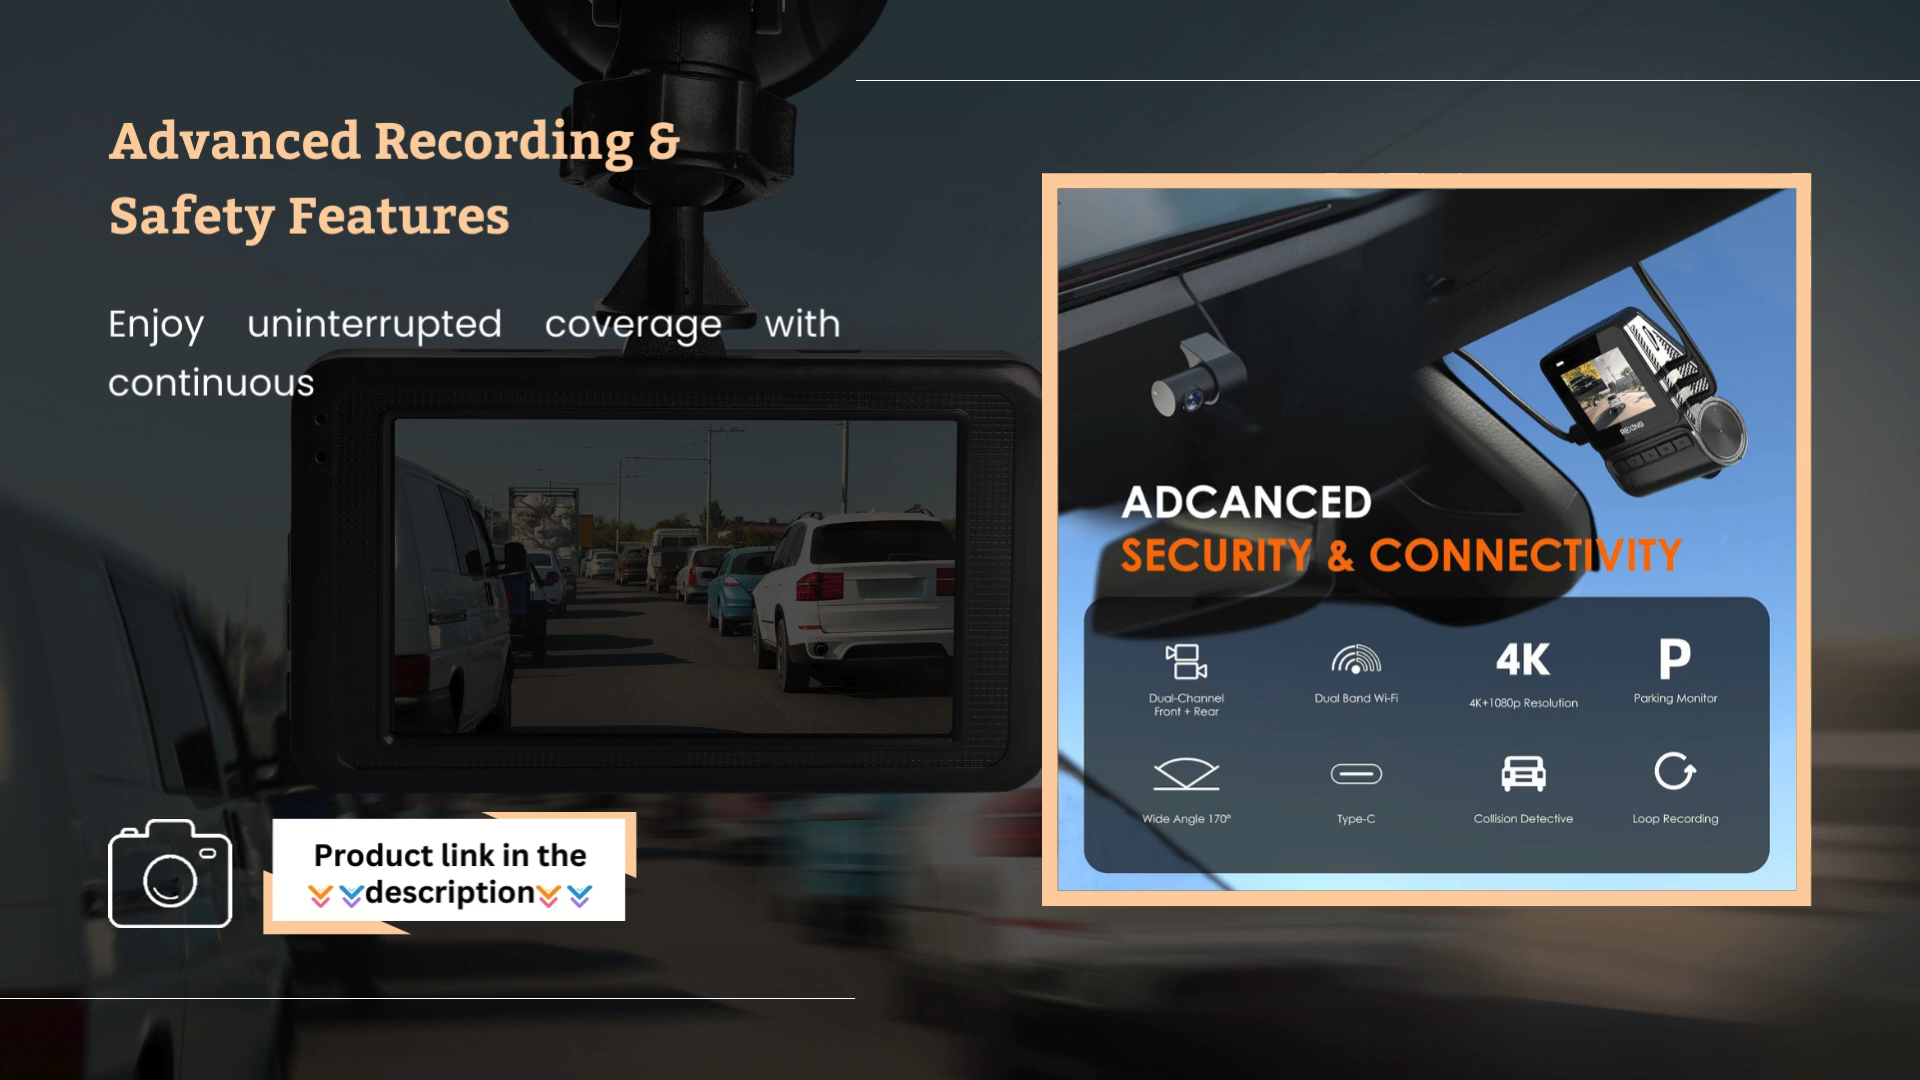 Advanced Recording &
Safety Features
Enjoy uninterrupted coverage with
continuous
Product link in the
description
REXING
ADCANCED
SECURITY & CONNECTIVITY
4K
P
Dual-Channel
Front + Rear
Dual Band Wi-Fi
4K+1080p Resolution
Parking Monitor
Wide Angle 170°
Type-C
Collision Detective
Loop Recording